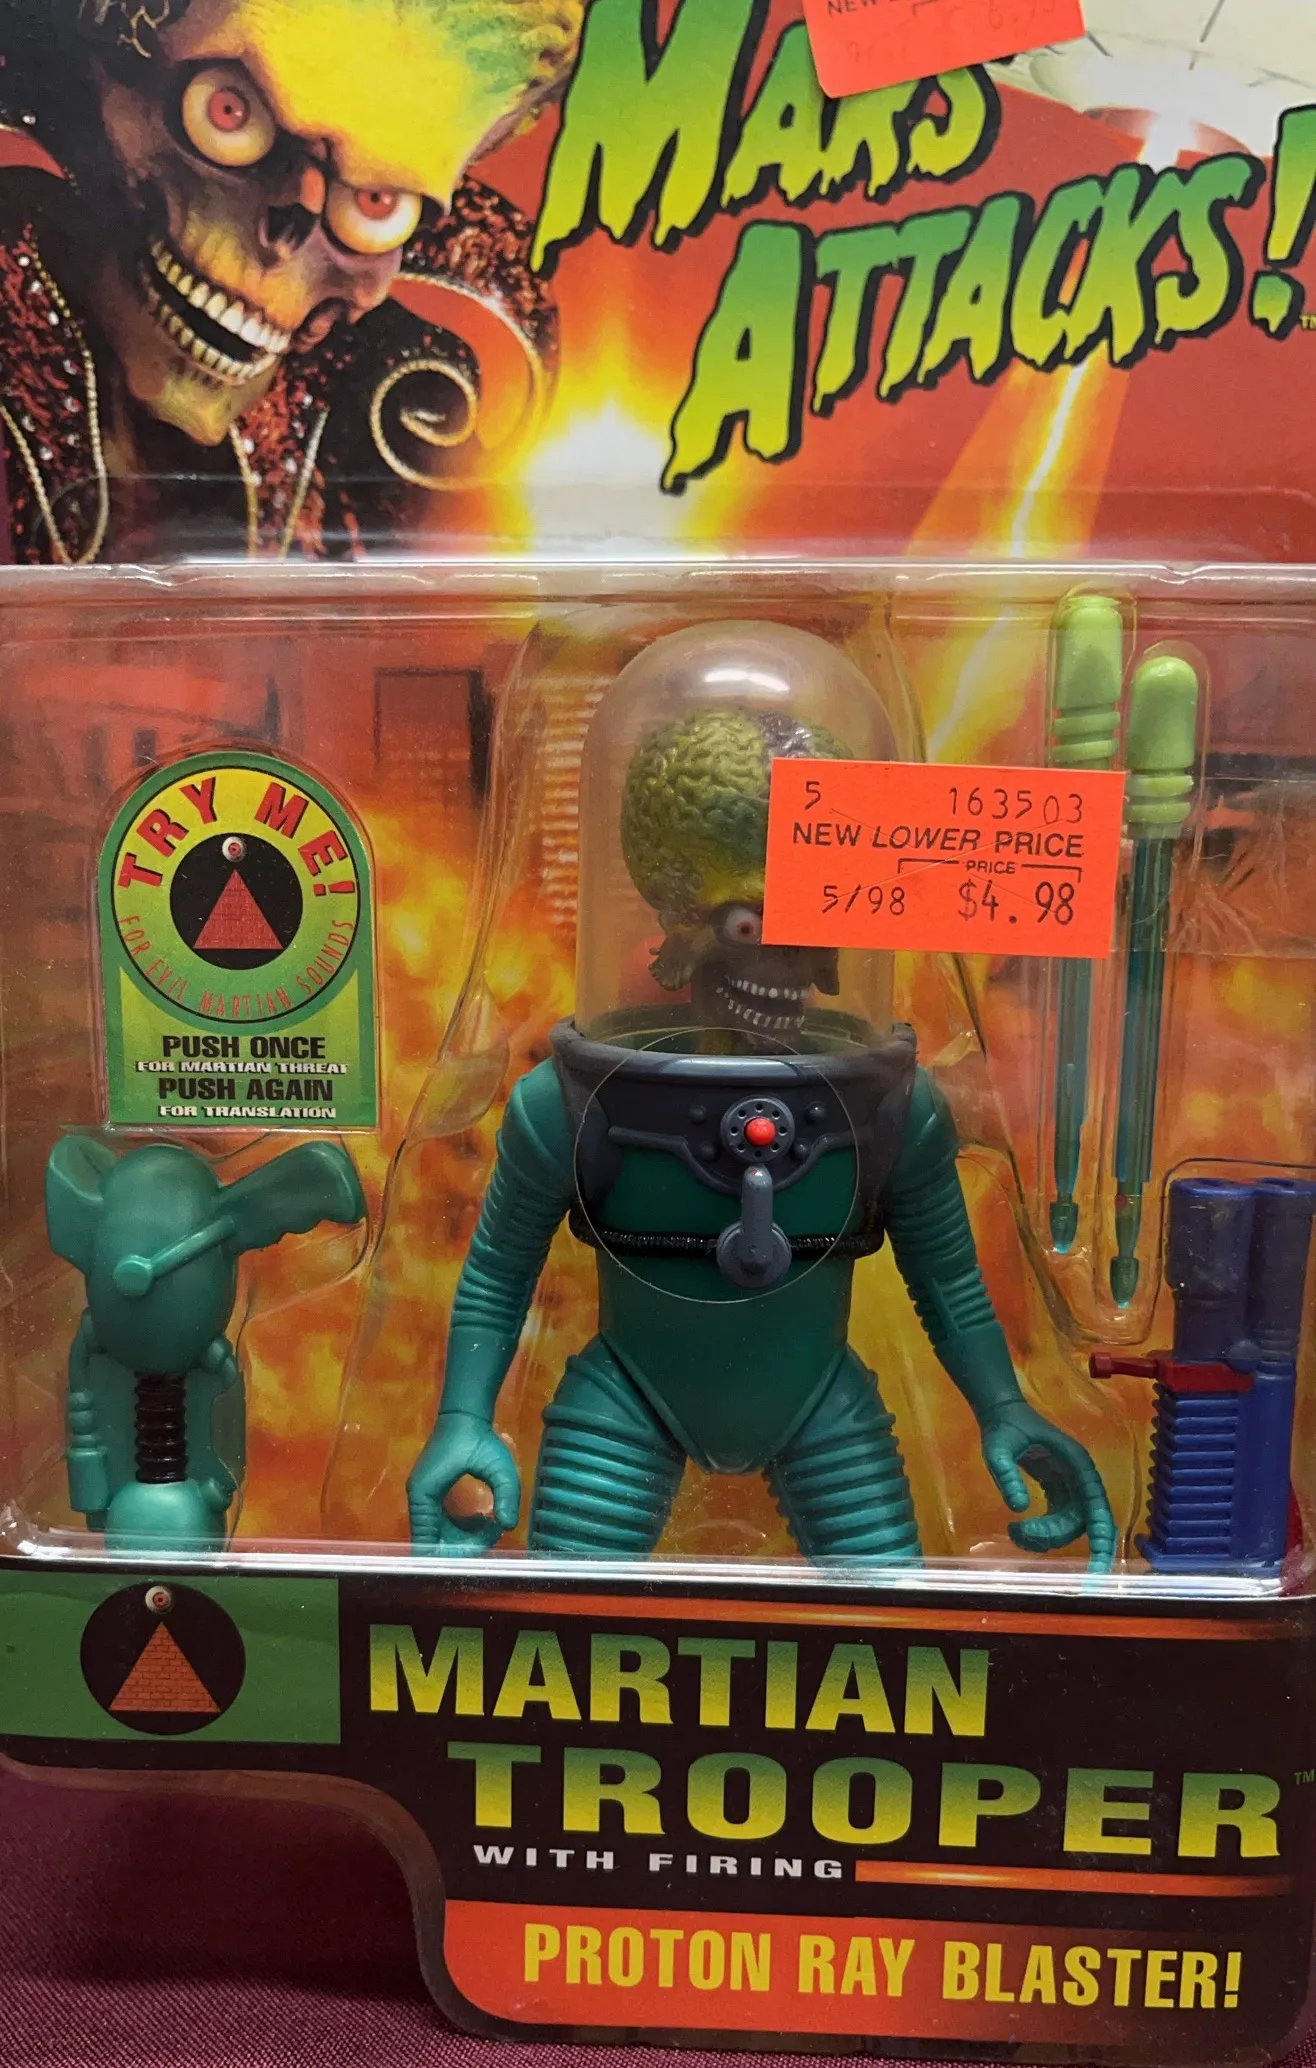 NEW
MARS
ATTACKS!
TM
TRY ME!
FOR EVIL MARTIAN SOUNDS
PUSH ONCE
FOR MARTIAN THREAT
PUSH AGAIN
FOR TRANSLATION
5 163503
NEW LOWER PRICE
PRICE
5/98 $4.98
MARTIAN
TROOPER TM
WITH FIRING
PROTON RAY BLASTER!